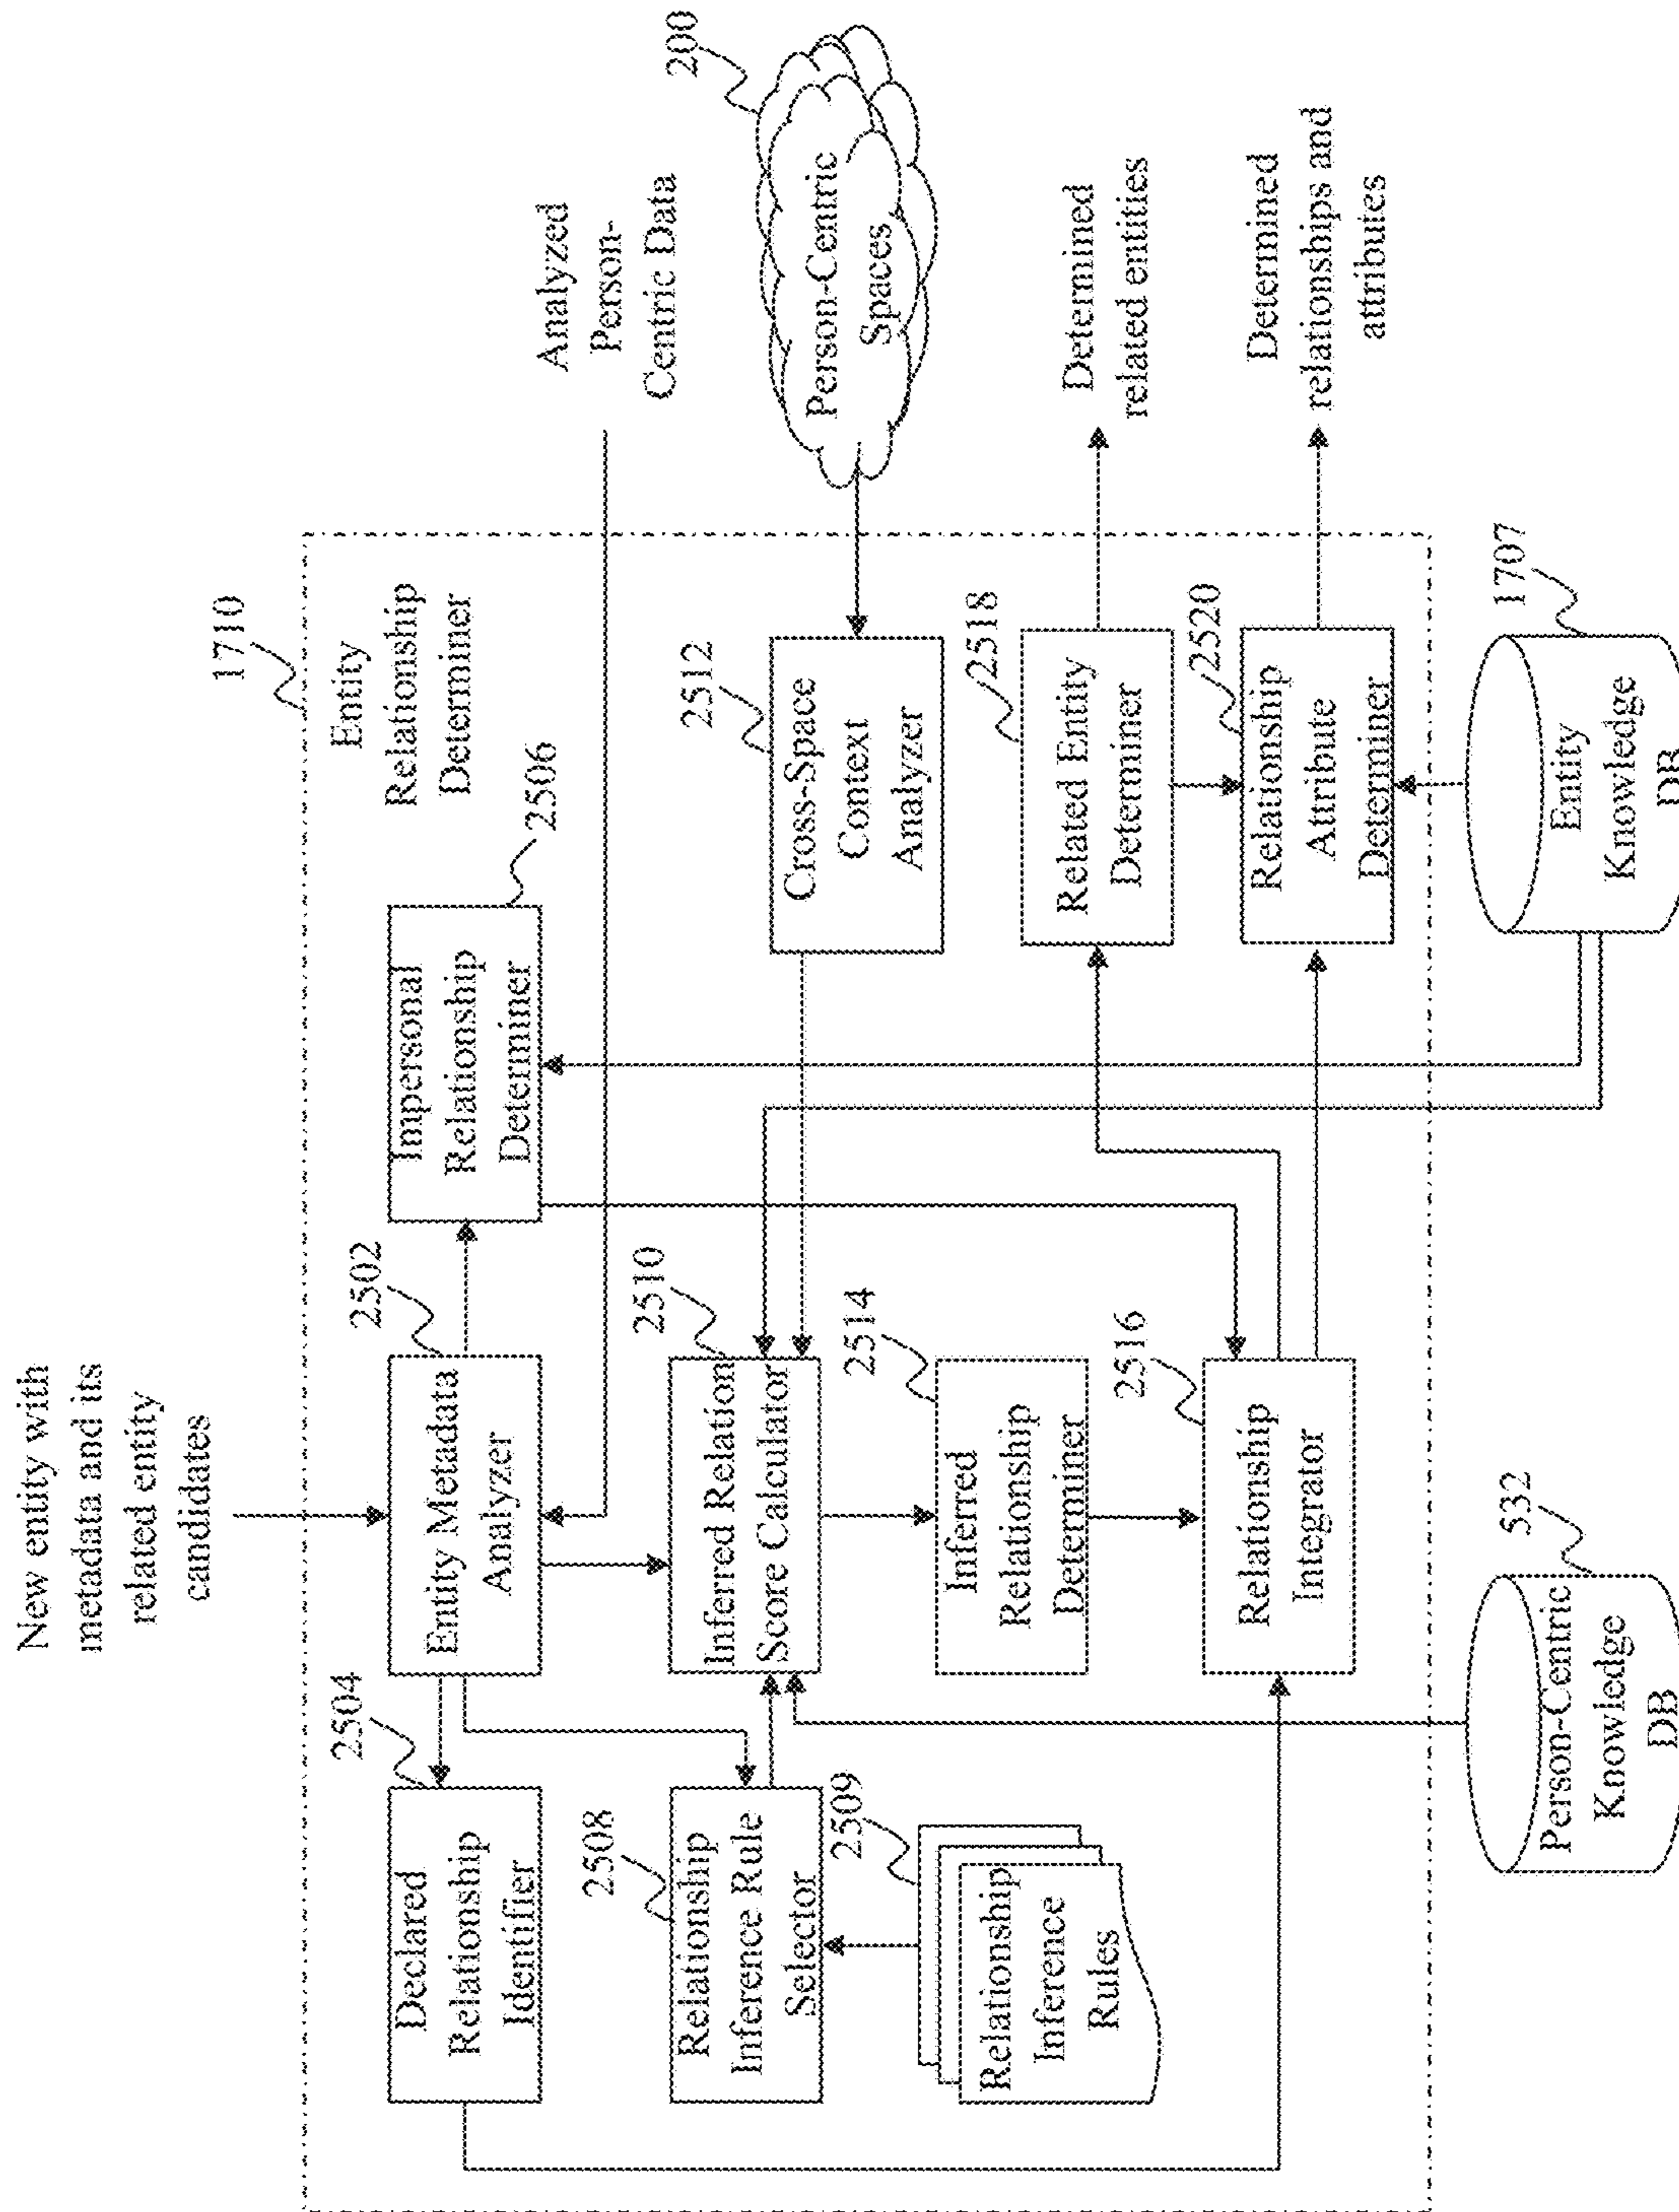 New entity with
metadata and its
related entity
candidates
1710
Entity
Relationship
Determiner
Analyzed
Person-
Centric Data
200
Person-Centric
Spaces
2504
Declared
Relationship
Identifier
2502
Entity Metadata
Analyzer
2506
Impersonal
Relationship
Determiner
2508
Relationship
Inference Rule
Selector
2510
Inferred Relation
Score Calculator
2512
Cross-Space
Context
Analyzer
2509
Relationship
Inference
Rules
2514
Inferred
Relationship
Determiner
2518
Related Entity
Determiner
Determined
related entities
2516
Relationship
Integrator
2520
Relationship
Attribute
Determiner
Determined
relationships and
attributes
532
Person-Centric
Knowledge
DB
1707
Entity
Knowledge
DB